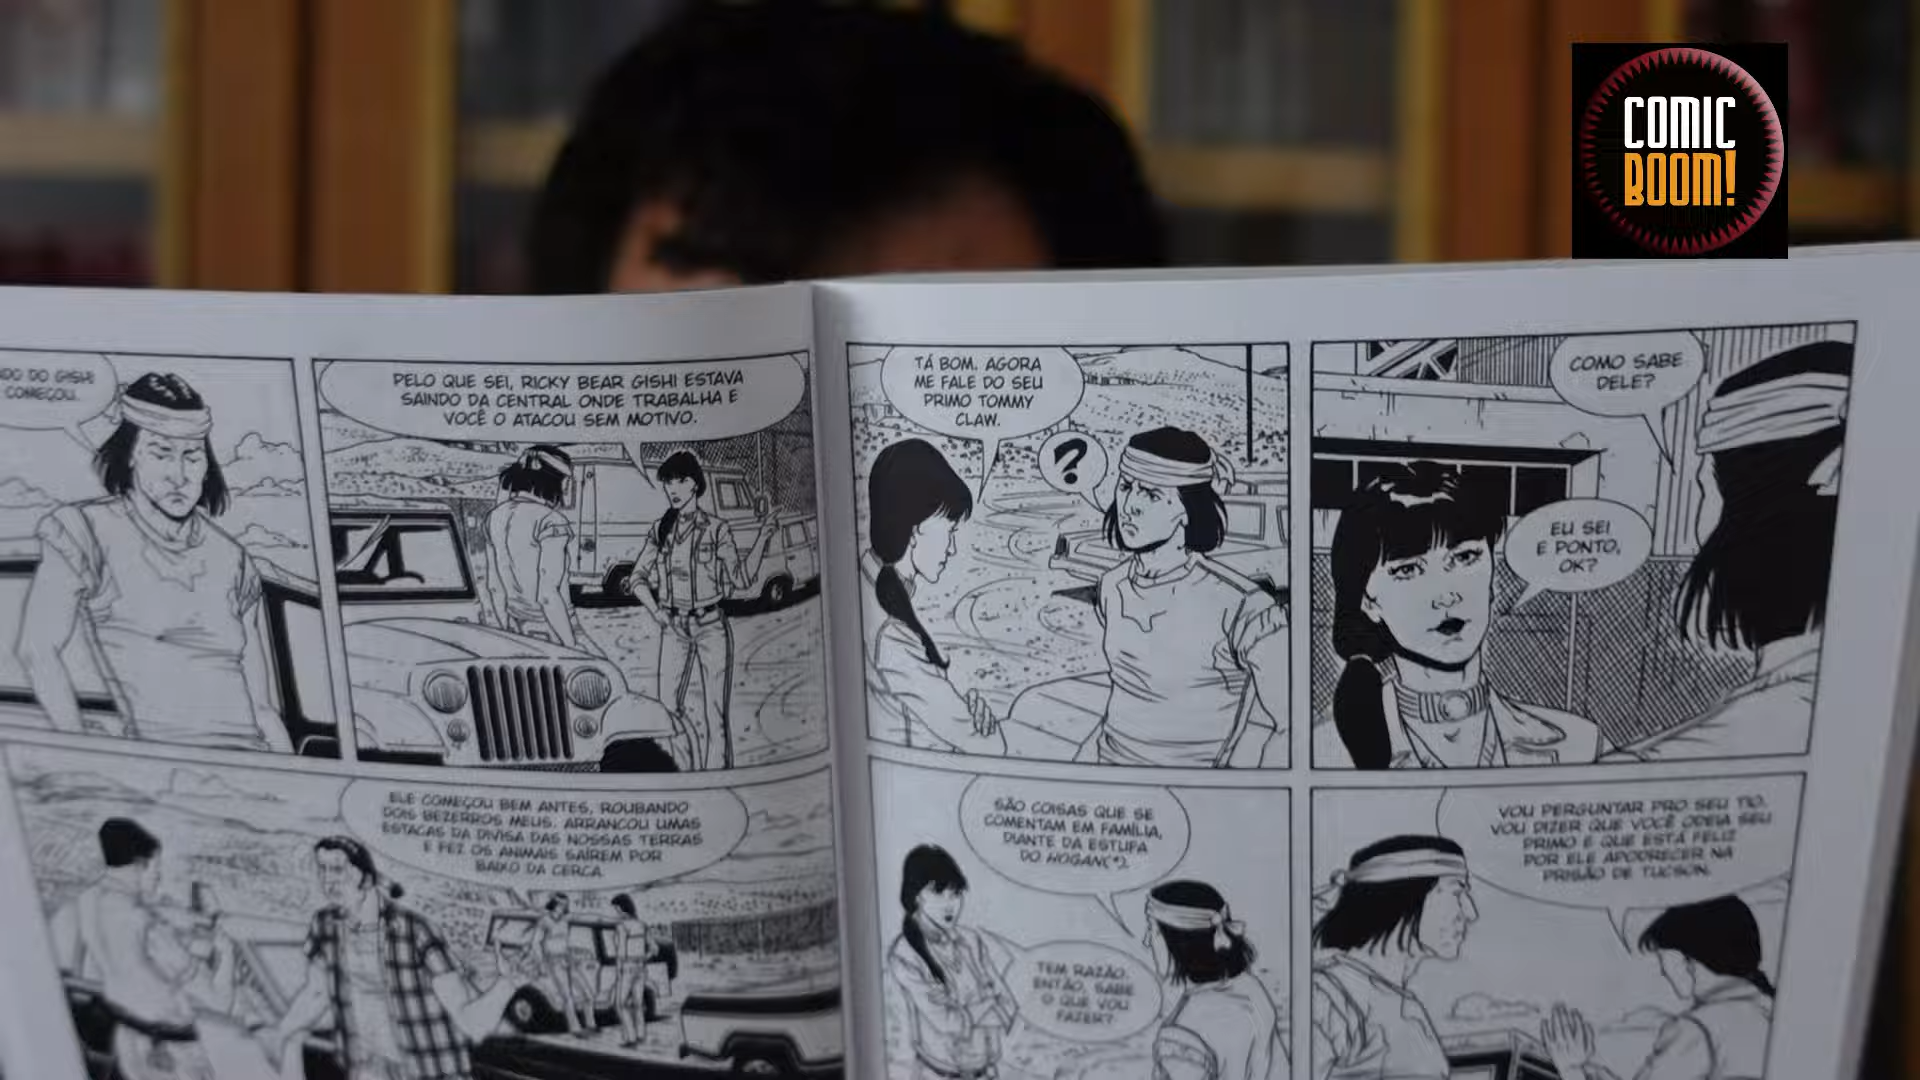 COMIC
BOOM!
DO DO GISHI
COMEÇOU.
PELO QUE SEI, RICKY BEAR GISHI ESTAVA
SAINDO DA CENTRAL ONDE TRABALHA E
VOCÊ O ATACOU SEM MOTIVO.
ELE COMEÇOU BEM ANTES, ROUBANDO
DOIS BEZERROS MEUS. ARRANCOU UMAS
ESTACAS DA DIVISA DAS NOSSAS TERRAS
E FEZ OS ANIMAIS SAÍREM POR
BAIXO DA CERCA.
TÁ BOM. AGORA
ME FALE DO SEU
PRIMO TOMMY
CLAW.
?
COMO SABE
DELE?
EU SEI
E PONTO,
OK?
SÃO COISAS QUE SE
COMENTAM EM FAMÍLIA,
DIANTE DA ESTUFA
DO HOGAN(*).
TEM RAZÃO.
ENTÃO, SABE
O QUE VOU
FAZER?
VOU PERGUNTAR PRO SEU TIO.
VOU DIZER QUE VOCÊ ODEIA SEU
PRIMO E QUE ESTÁ FELIZ
POR ELE APODRECER NA
PRISÃO DE TUCSON.